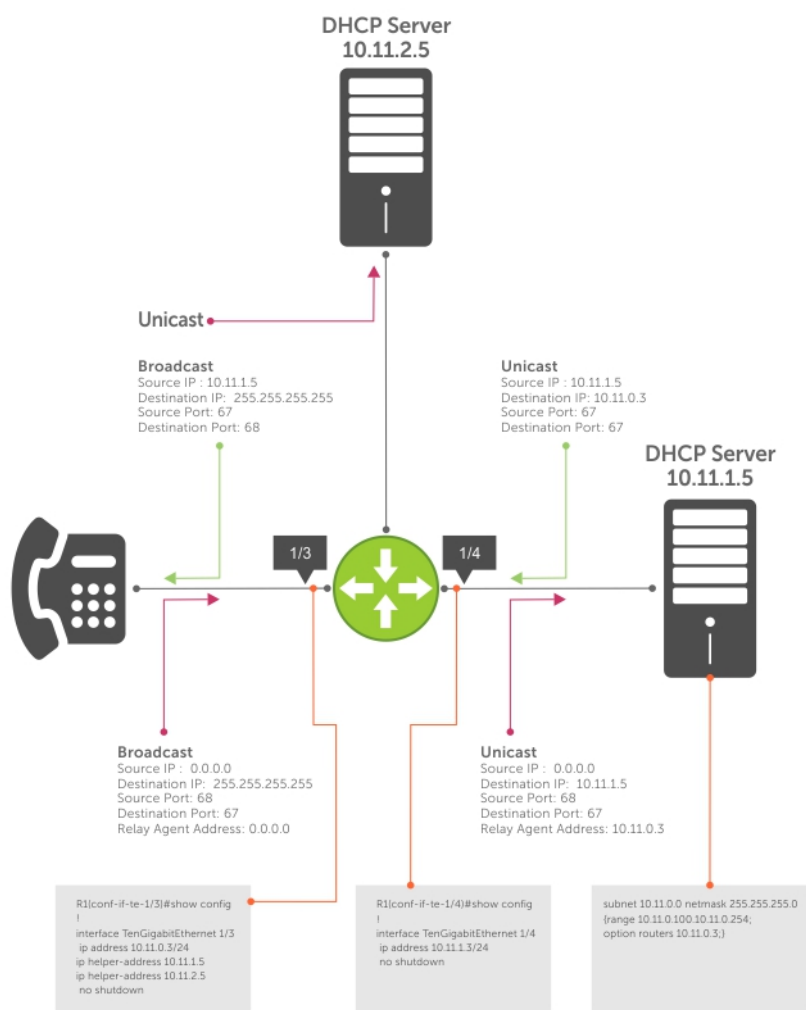 DHCP Server
10.11.2.5
Unicast
Broadcast
Source IP : 10.11.1.5
Destination IP: 255.255.255.255
Source Port: 67
Destination Port: 68
Unicast
Source IP : 10.11.1.5
Destination IP: 10.11.0.3
Source Port: 67
Destination Port: 67
DHCP Server
10.11.1.5
1/3
1/4
Broadcast
Source IP : 0.0.0.0
Destination IP: 255.255.255.255
Source Port: 68
Destination Port: 67
Relay Agent Address: 0.0.0.0
Unicast
Source IP : 0.0.0.0
Destination IP: 10.11.1.5
Source Port: 68
Destination Port: 67
Relay Agent Address: 10.11.0.3
R1(conf-if-te-1/3)#show config
!
interface TenGigabitEthernet 1/3
ip address 10.11.0.3/24
ip helper-address 10.11.1.5
ip helper-address 10.11.2.5
no shutdown
R1(conf-if-te-1/4)#show config
!
interface TenGigabitEthernet 1/4
ip address 10.11.1.3/24
no shutdown
subnet 10.11.0.0 netmask 255.255.255.0
{range 10.11.0.100.10.11.0.254;
option routers 10.11.0.3;}